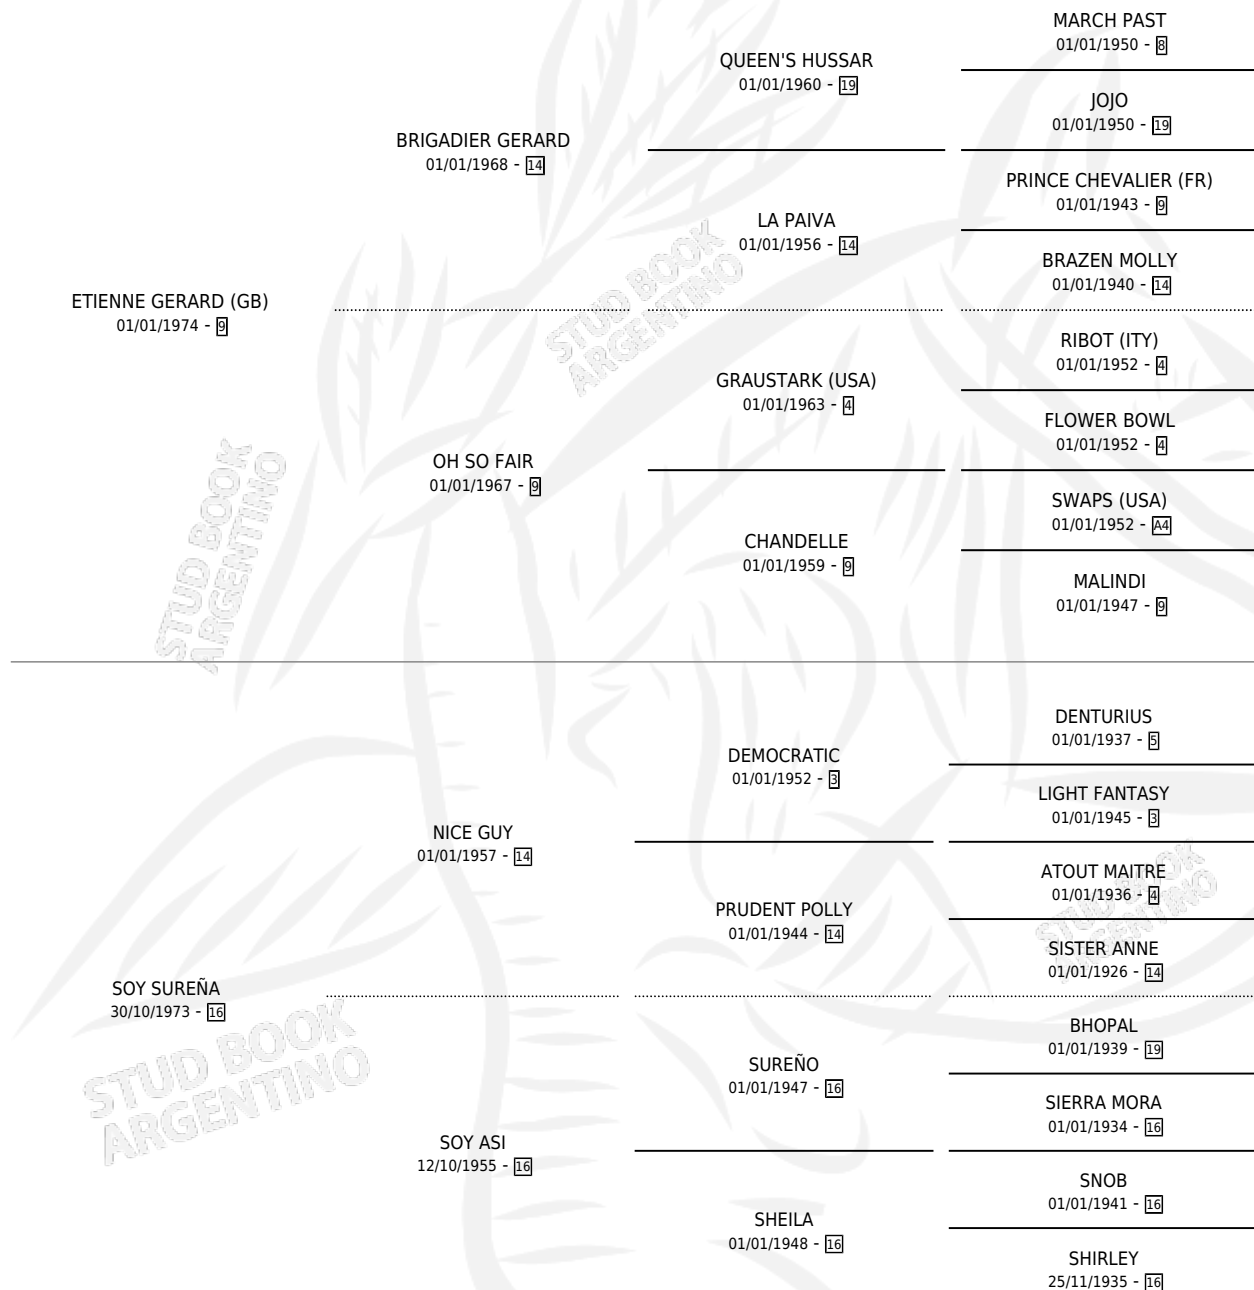 MARCH PAST
01/01/1950 - 8
QUEEN'S HUSSAR
01/01/1960 - 19
JOJO
01/01/1950 - 19
BRIGADIER GERARD
01/01/1968 - 14
PRINCE CHEVALIER (FR)
01/01/1943 - 9
LA PAIVA
01/01/1956 - 14
BRAZEN MOLLY
01/01/1940 - 14
ETIENNE GERARD (GB)
01/01/1974 - 9
STUD BOOK
ARGENTINO
RIBOT (ITY)
01/01/1952 - 4
GRAUSTARK (USA)
01/01/1963 - 4
FLOWER BOWL
01/01/1952 - 4
OH SO FAIR
01/01/1967 - 9
SWAPS (USA)
01/01/1952 - A4
CHANDELLE
01/01/1959 - 9
MALINDI
01/01/1947 - 9
STUD BOOK
ARGENTINO
DENTURIUS
01/01/1937 - 5
DEMOCRATIC
01/01/1952 - 3
LIGHT FANTASY
01/01/1945 - 3
NICE GUY
01/01/1957 - 14
ATOUT MAITRE
01/01/1936 - 4
PRUDENT POLLY
01/01/1944 - 14
SISTER ANNE
01/01/1926 - 14
STUD BOOK
ARGENTINO
SOY SUREÑA
30/10/1973 - 16
BHOPAL
01/01/1939 - 19
SUREÑO
01/01/1947 - 16
SIERRA MORA
01/01/1934 - 16
STUD BOOK
ARGENTINO
SOY ASI
12/10/1955 - 16
SNOB
01/01/1941 - 16
SHEILA
01/01/1948 - 16
SHIRLEY
25/11/1935 - 16